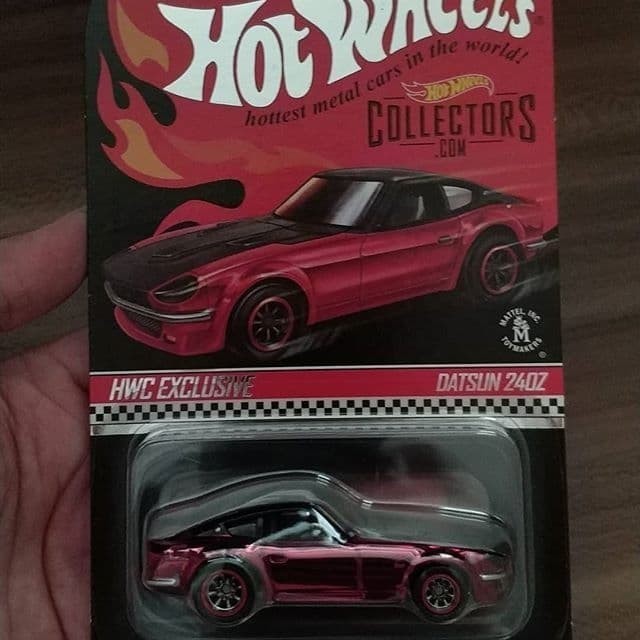 Hot Wheels
hottest metal cars in the world!
Hot Wheels
COLLECTORS
.COM
MATTEL, INC.
M
TOYMAKERS
HWC EXCLUSIVE
DATSUN 240Z